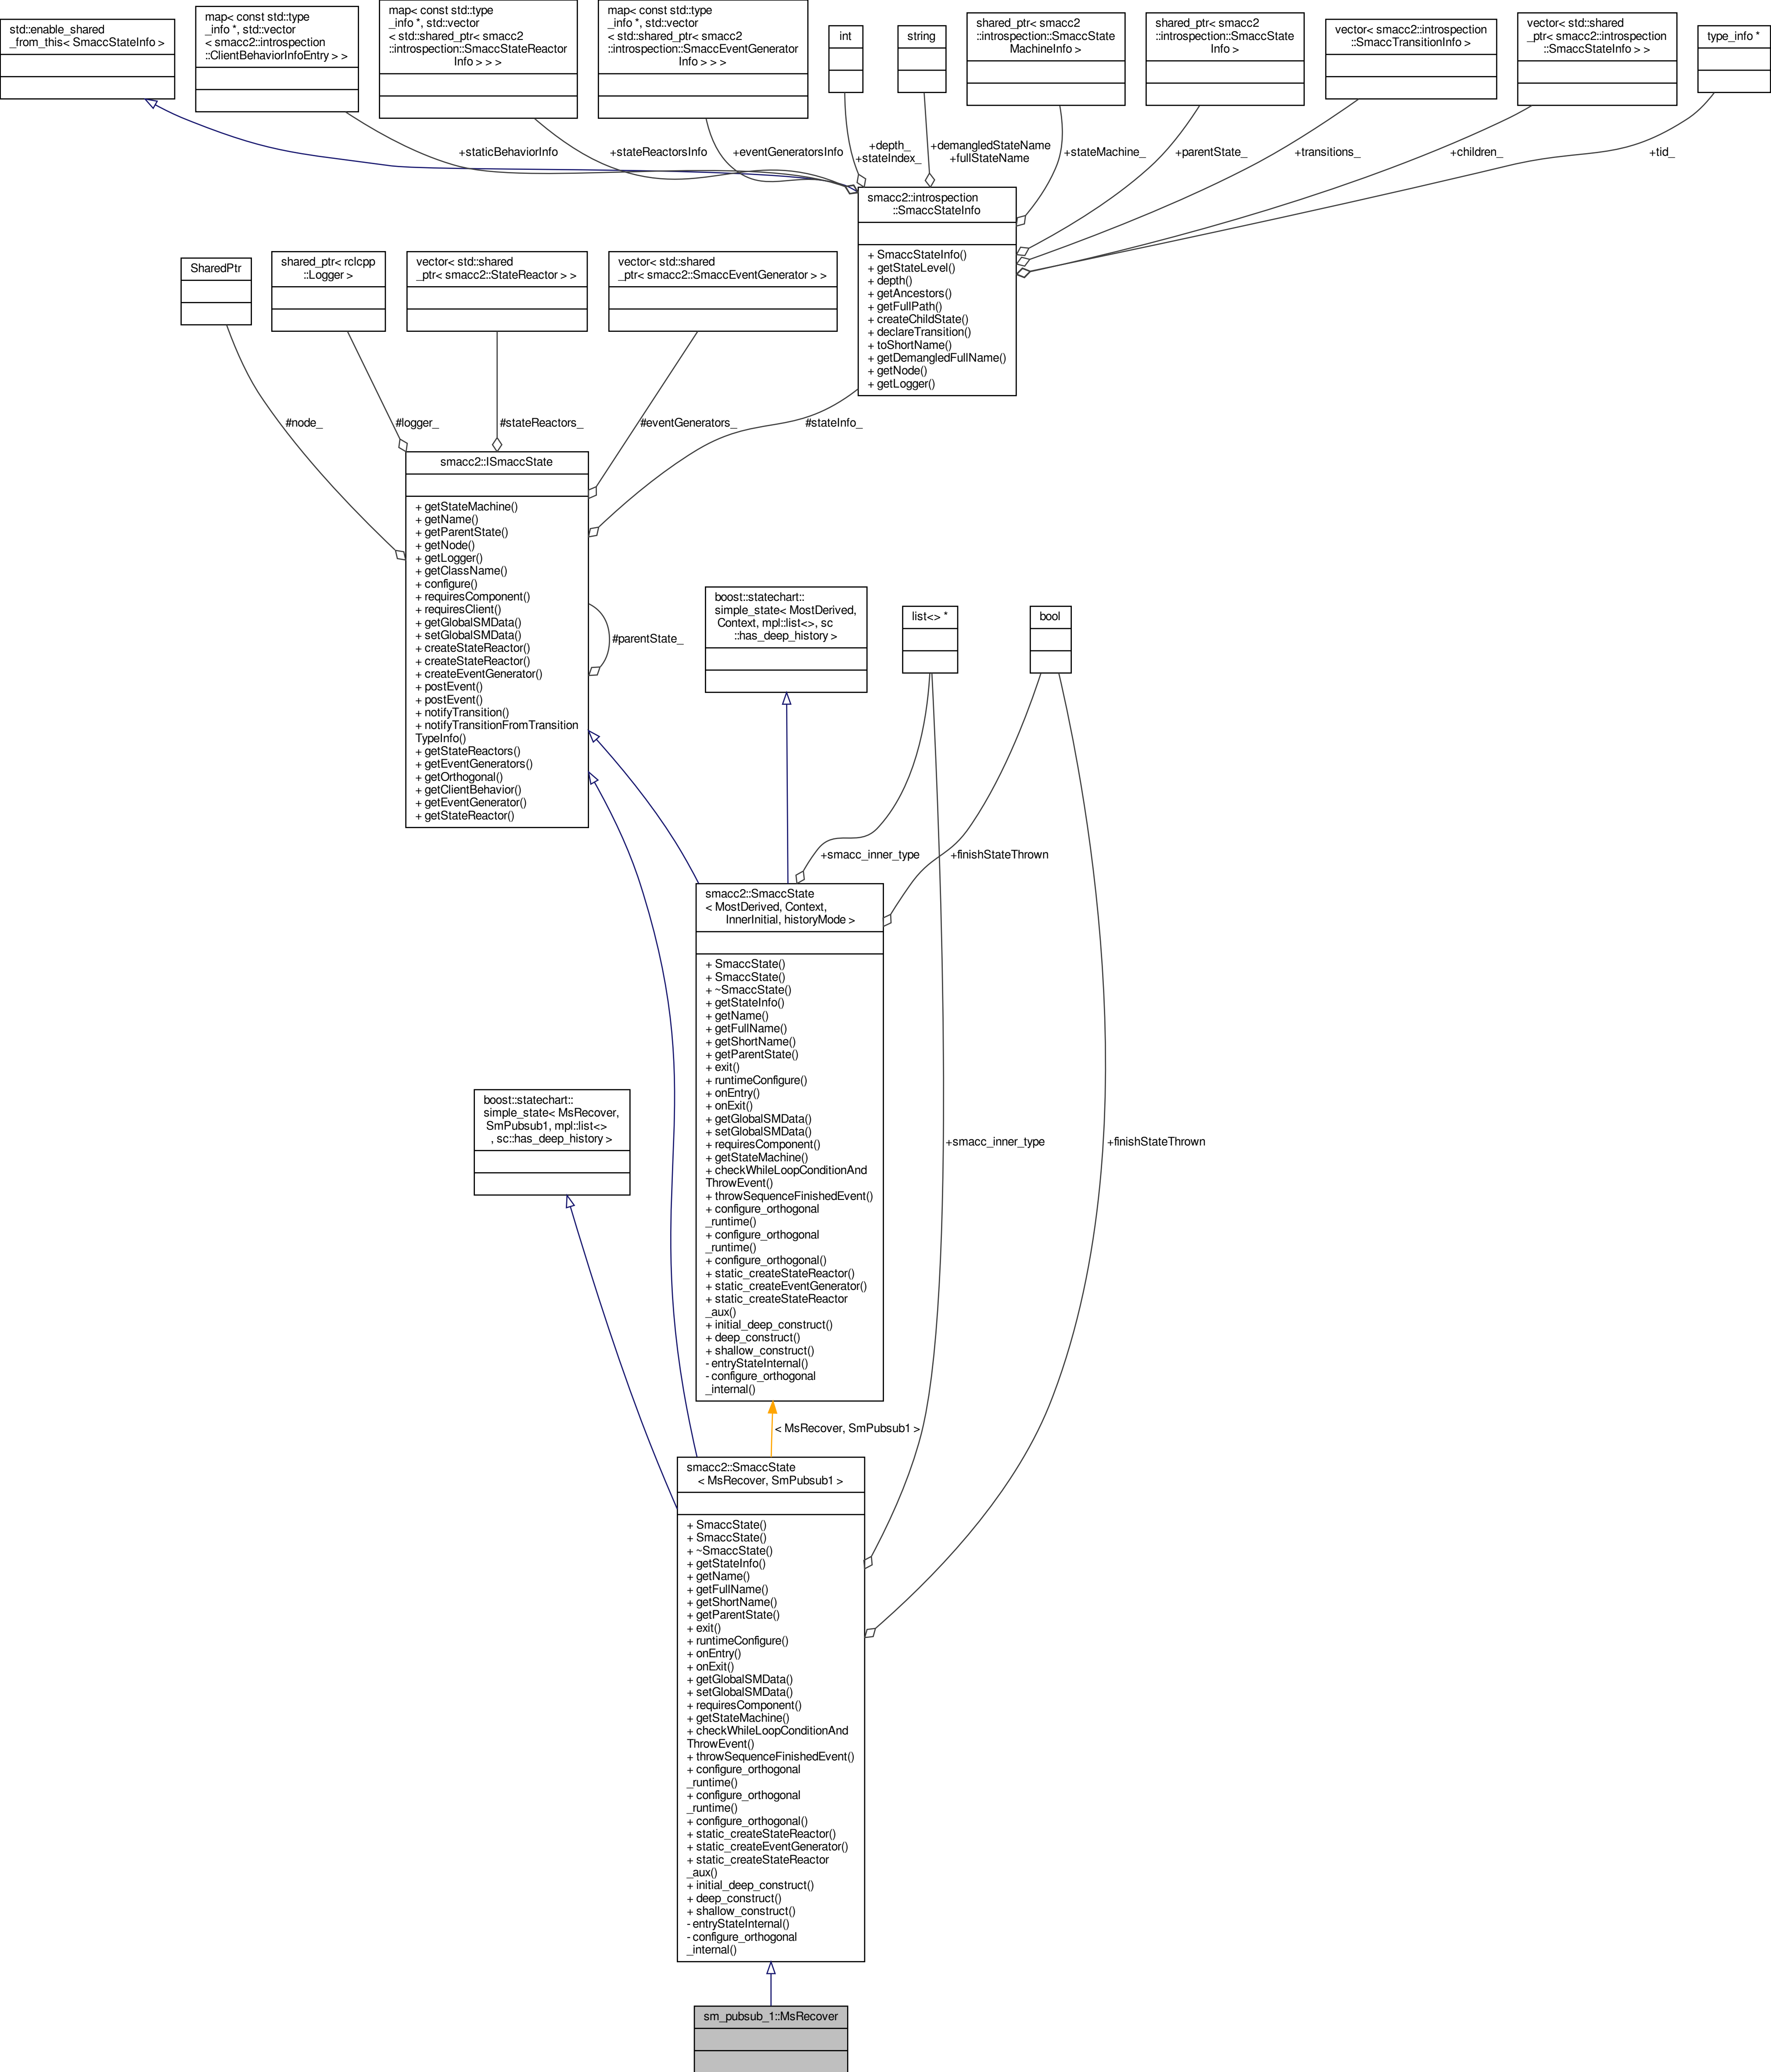 std::enable_shared
_from_this< SmaccStateInfo >
map< const std::type
_info *, std::vector
< smacc2::introspection
::ClientBehaviorInfoEntry > >
map< const std::type
_info *, std::vector
< std::shared_ptr< smacc2
::introspection::SmaccStateReactor
Info > > >
map< const std::type
_info *, std::vector
< std::shared_ptr< smacc2
::introspection::SmaccEventGenerator
Info > > >
int
string
shared_ptr< smacc2
::introspection::SmaccState
MachineInfo >
shared_ptr< smacc2
::introspection::SmaccState
Info >
vector< smacc2::introspection
::SmaccTransitionInfo >
vector< std::shared
_ptr< smacc2::introspection
::SmaccStateInfo > >
type_info *
+staticBehaviorInfo
+stateReactorsInfo
+eventGeneratorsInfo
+depth_
+stateIndex_
+demangledStateName
+fullStateName
+stateMachine_
+parentState_
+transitions_
+children_
+tid_
smacc2::introspection
::SmaccStateInfo
+ SmaccStateInfo()
+ getStateLevel()
+ depth()
+ getAncestors()
+ getFullPath()
+ createChildState()
+ declareTransition()
+ toShortName()
+ getDemangledFullName()
+ getNode()
+ getLogger()
SharedPtr
shared_ptr< rclcpp
::Logger >
vector< std::shared
_ptr< smacc2::StateReactor > >
vector< std::shared
_ptr< smacc2::SmaccEventGenerator > >
#node_
#logger_
#stateReactors_
#eventGenerators_
#stateInfo_
smacc2::ISmaccState
+ getStateMachine()
+ getName()
+ getParentState()
+ getNode()
+ getLogger()
+ getClassName()
+ configure()
+ requiresComponent()
+ requiresClient()
+ getGlobalSMData()
+ setGlobalSMData()
+ createStateReactor()
+ createStateReactor()
+ createEventGenerator()
+ postEvent()
+ postEvent()
+ notifyTransition()
+ notifyTransitionFromTransition
TypeInfo()
+ getStateReactors()
+ getEventGenerators()
+ getOrthogonal()
+ getClientBehavior()
+ getEventGenerator()
+ getStateReactor()
#parentState_
boost::statechart::
simple_state< MostDerived,
Context, mpl::list<>, sc
::has_deep_history >
list<> *
bool
+smacc_inner_type
+finishStateThrown
smacc2::SmaccState
< MostDerived, Context,
InnerInitial, historyMode >
+ SmaccState()
+ SmaccState()
+ ~SmaccState()
+ getStateInfo()
+ getName()
+ getFullName()
+ getShortName()
+ getParentState()
+ exit()
+ runtimeConfigure()
+ onEntry()
+ onExit()
+ getGlobalSMData()
+ setGlobalSMData()
+ requiresComponent()
+ getStateMachine()
+ checkWhileLoopConditionAnd
ThrowEvent()
+ throwSequenceFinishedEvent()
+ configure_orthogonal
_runtime()
+ configure_orthogonal
_runtime()
+ configure_orthogonal()
+ static_createStateReactor()
+ static_createEventGenerator()
+ static_createStateReactor
_aux()
+ initial_deep_construct()
+ deep_construct()
+ shallow_construct()
- entryStateInternal()
- configure_orthogonal
_internal()
boost::statechart::
simple_state< MsRecover,
SmPubsub1, mpl::list<>
, sc::has_deep_history >
+smacc_inner_type
+finishStateThrown
< MsRecover, SmPubsub1 >
smacc2::SmaccState
< MsRecover, SmPubsub1 >
+ SmaccState()
+ SmaccState()
+ ~SmaccState()
+ getStateInfo()
+ getName()
+ getFullName()
+ getShortName()
+ getParentState()
+ exit()
+ runtimeConfigure()
+ onEntry()
+ onExit()
+ getGlobalSMData()
+ setGlobalSMData()
+ requiresComponent()
+ getStateMachine()
+ checkWhileLoopConditionAnd
ThrowEvent()
+ throwSequenceFinishedEvent()
+ configure_orthogonal
_runtime()
+ configure_orthogonal
_runtime()
+ configure_orthogonal()
+ static_createStateReactor()
+ static_createEventGenerator()
+ static_createStateReactor
_aux()
+ initial_deep_construct()
+ deep_construct()
+ shallow_construct()
- entryStateInternal()
- configure_orthogonal
_internal()
sm_pubsub_1::MsRecover